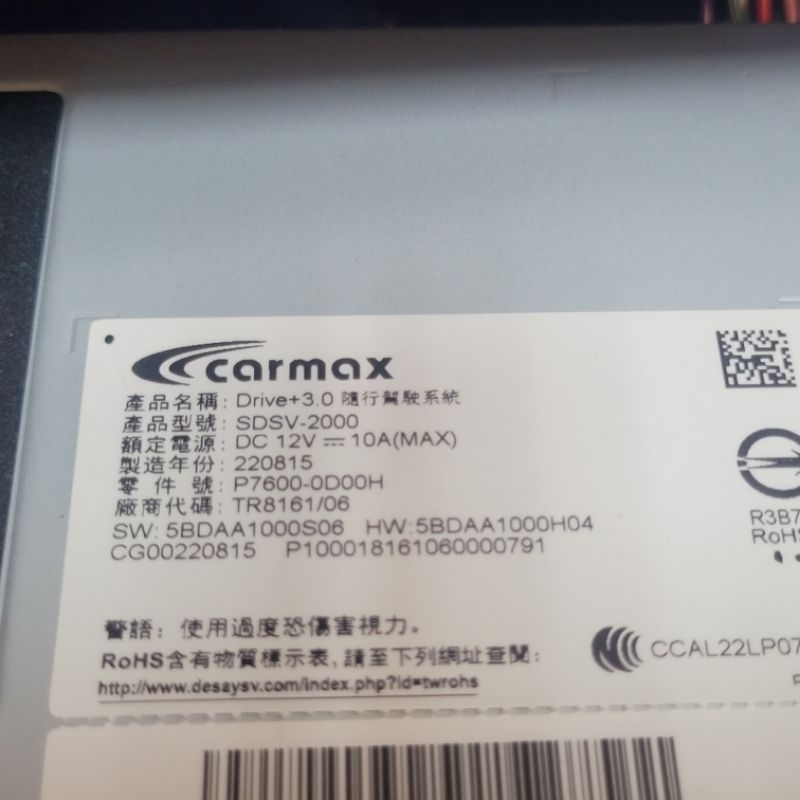 carmax
產品名稱: Drive+3.0 隨行駕駛系統
產品型號: SDSV-2000
額定電源: DC 12V ⎓ 10A(MAX)
製造年份: 220815
零 件 號: P7600-0D00H
廠商代碼: TR8161/06
SW: 5BDAA1000S06 HW:5BDAA1000H04
CG00220815 P100018161060000791
R3B7
RoHS
警語: 使用過度恐傷害視力。
RoHS含有物質標示表,請至下列網址查閱:
http://www.desaysv.com/index.php?id=twrohs
CCAL22LP07